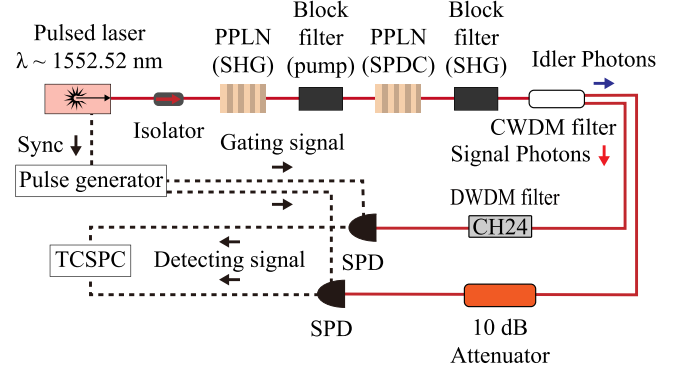 Pulsed laser
λ ~ 1552.52 nm
PPLN
(SHG)
Block
filter
(pump)
PPLN
(SPDC)
Block
filter
(SHG)
Idler Photons
Isolator
CWDM filter
Signal Photons
Sync
Gating signal
Pulse generator
DWDM filter
CH24
SPD
TCSPC
Detecting signal
SPD
10 dB
Attenuator